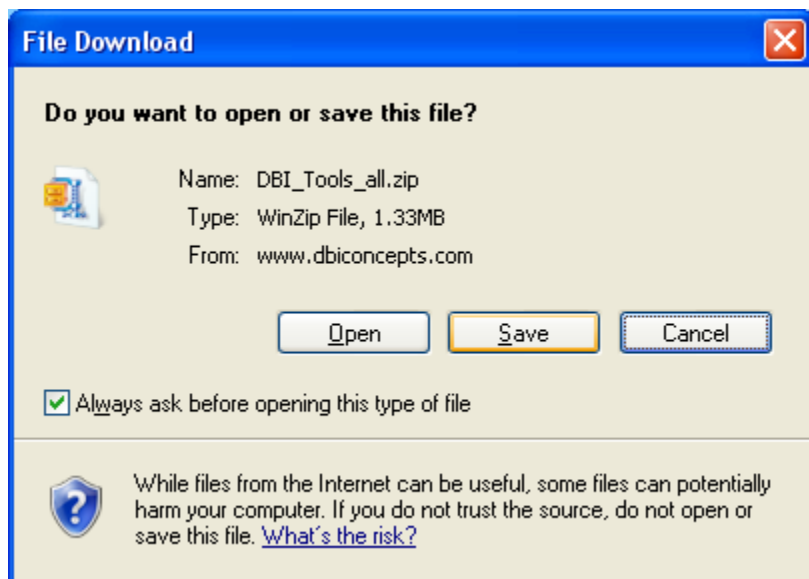 File Download
Do you want to open or save this file?
Name: DBI_Tools_all.zip
Type: WinZip File, 1.33MB
From: www.dbiconcepts.com
Open Save Cancel
Always ask before opening this type of file
While files from the Internet can be useful, some files can potentially
harm your computer. If you do not trust the source, do not open or
save this file. What's the risk?